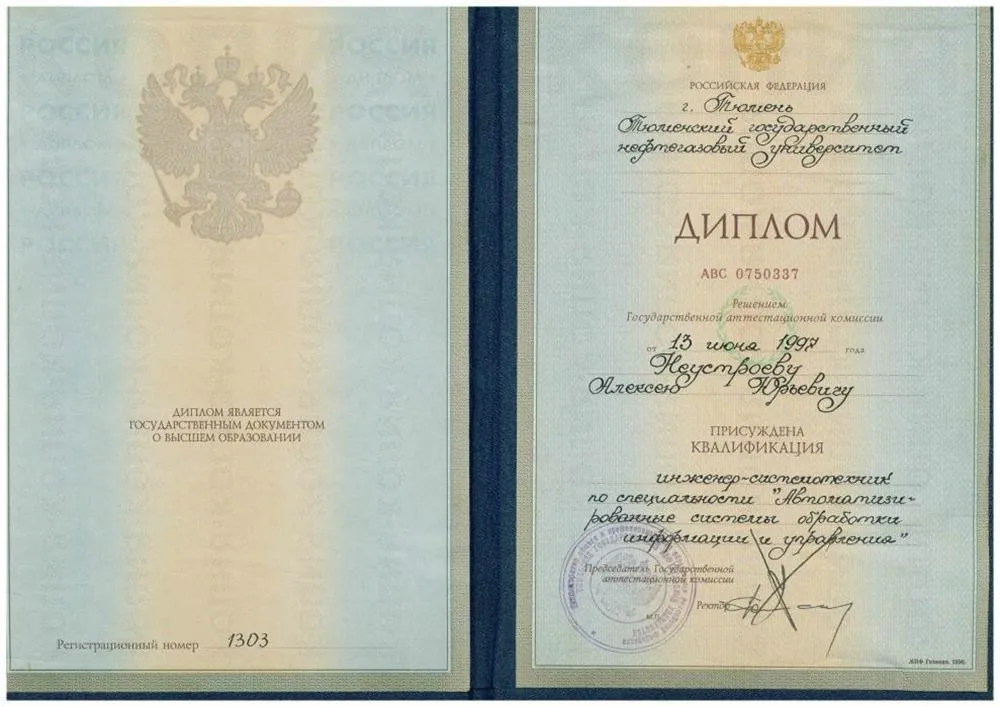 ДИПЛОМ ЯВЛЯЕТСЯ
ГОСУДАРСТВЕННЫМ ДОКУМЕНТОМ
О ВЫСШЕМ ОБРАЗОВАНИИ
Регистрационный номер 1303
РОССИЙСКАЯ ФЕДЕРАЦИЯ
г. Тюмень
Тюменский государственный
нефтегазовый университет
ДИПЛОМ
АВС 0750337
Решением
Государственной аттестационной комиссии
от 13 июня 1997 года
Неустроеву
Алексею Юрьевичу
ПРИСУЖДЕНА
КВАЛИФИКАЦИЯ
инженер-системотехник
по специальности "Автоматизи-
рованные системы обработки
информации и управления"
Председатель Государственной
аттестационной комиссии
Ректор
М.П.